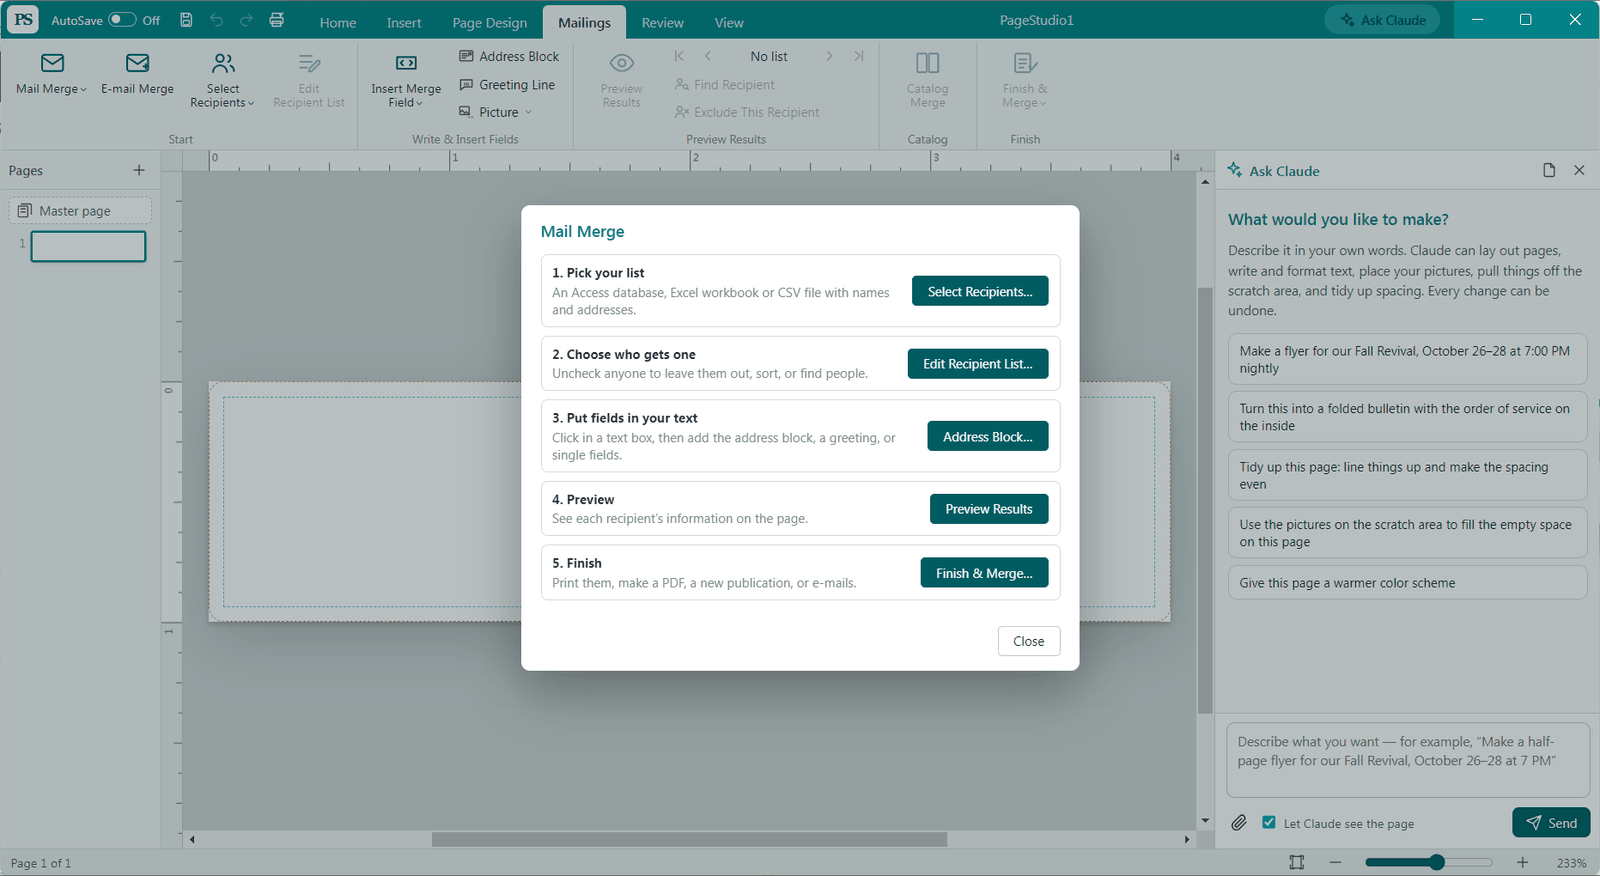 PS AutoSave Off Home Insert Page Design Mailings Review View PageStudio1 Ask Claude
Mail Merge E-mail Merge Select Recipients Edit Recipient List
Start
Insert Merge Field
Address Block
Greeting Line
Picture
Write & Insert Fields
Preview Results
No list
Find Recipient
Exclude This Recipient
Preview Results
Catalog Merge
Catalog
Finish & Merge
Finish
Pages
Master page
1
0 1 2 3 4
0
1
Mail Merge
1. Pick your list
An Access database, Excel workbook or CSV file with names
and addresses.
Select Recipients...
2. Choose who gets one
Uncheck anyone to leave them out, sort, or find people.
Edit Recipient List...
3. Put fields in your text
Click in a text box, then add the address block, a greeting, or
single fields.
Address Block...
4. Preview
See each recipient's information on the page.
Preview Results
5. Finish
Print them, make a PDF, a new publication, or e-mails.
Finish & Merge...
Close
Ask Claude
What would you like to make?
Describe it in your own words. Claude can lay out pages,
write and format text, place your pictures, pull things off the
scratch area, and tidy up spacing. Every change can be
undone.
Make a flyer for our Fall Revival, October 26–28 at 7:00 PM
nightly
Turn this into a folded bulletin with the order of service on
the inside
Tidy up this page: line things up and make the spacing
even
Use the pictures on the scratch area to fill the empty space
on this page
Give this page a warmer color scheme
Describe what you want — for example, "Make a half-
page flyer for our Fall Revival, October 26–28 at 7 PM"
Let Claude see the page
Send
Page 1 of 1
233%